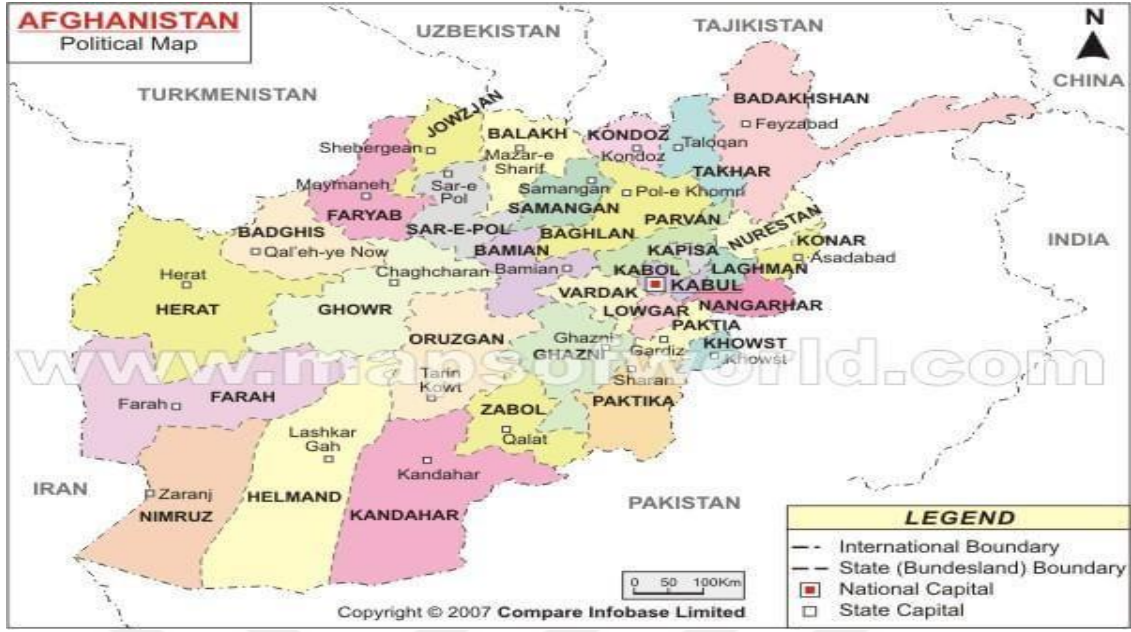 AFGHANISTAN
Political Map
UZBEKISTAN
TAJIKISTAN
N
CHINA
TURKMENISTAN
JOWZJAN
Shebergean
BALAKH
Mazar-e
Sharif
KONDOZ
Kondoz
Taloqan
TAKHAR
BADAKHSHAN
Feyzabad
Maymaneh
FARYAB
Sar-e
Pol
SAR-E-POL
Samangan
SAMANGAN
Pol-e Khomri
BAGHLAN
PARVAN
NURESTAN
KONAR
Asadabad
INDIA
BADGHIS
Qal'eh-ye Now
BAMIAN
Bamian
KAPISA
KABOL
KABUL
LAGHMAN
NANGARHAR
Herat
HERAT
Chaghcharan
GHOWR
VARDAK
LOWGAR
PAKTIA
Gardiz
KHOWST
Khowst
ORUZGAN
Tarin
Kowt
Ghazni
GHAZNI
Sharan
PAKTIKA
www.mapsofworld.com
Farah
FARAH
ZABOL
Qalat
Lashkar
Gah
HELMAND
Kandahar
KANDAHAR
IRAN
Zaranj
NIMRUZ
PAKISTAN
LEGEND
International Boundary
State (Bundesland) Boundary
National Capital
State Capital
0 50 100Km
Copyright © 2007 Compare Infobase Limited